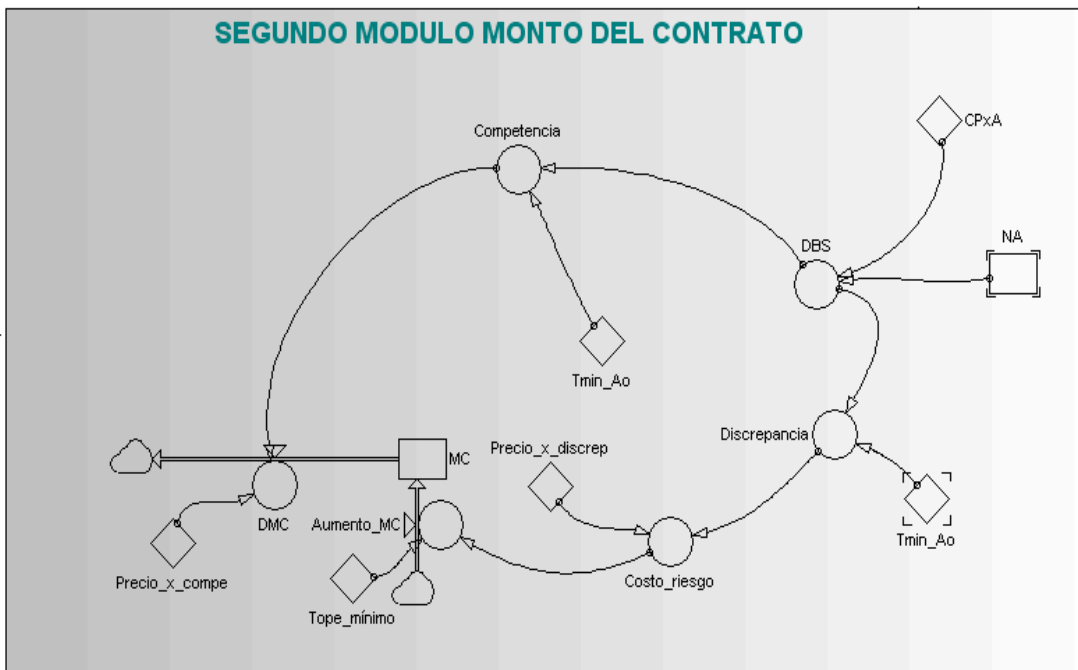 SEGUNDO MODULO MONTO DEL CONTRATO
CPxA
Competencia
NA
DBS
Tmin_Ao
Discrepancia
Precio_x_discrep
MC
Aumento_MC
DMC
Tmin_Ao
Precio_x_compe
Costo_riesgo
Tope_mínimo